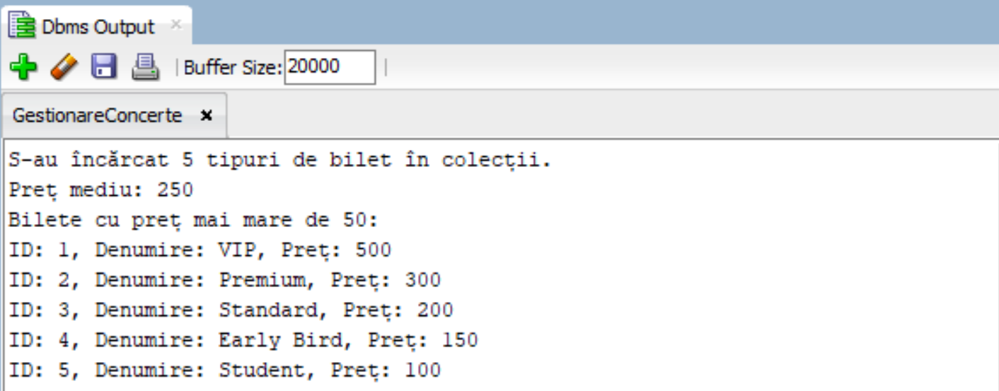 Dbms Output
Buffer Size: 20000
GestionareConcerte
S-au încărcat 5 tipuri de bilet în colecții.
Preț mediu: 250
Bilete cu preț mai mare de 50:
ID: 1, Denumire: VIP, Preț: 500
ID: 2, Denumire: Premium, Preț: 300
ID: 3, Denumire: Standard, Preț: 200
ID: 4, Denumire: Early Bird, Preț: 150
ID: 5, Denumire: Student, Preț: 100